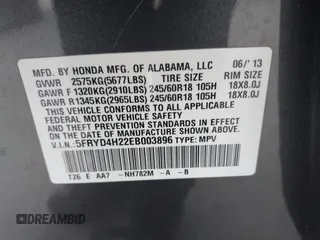 MFD. BY HONDA MFG. OF ALABAMA, LLC 06/'13
GVWR 2575KG(5677LBS) TIRE SIZE RIM SIZE
GAWR F 1320KG(2910LBS) 245/60R18 105H 18X8.0J
GAWR R 1345KG(2965LBS) 245/60R18 105H 18X8.0J
THIS VEHICLE CONFORMS TO ALL APPLICABLE FEDERAL MOTOR VEHICLE SAFETY AND THEFT PREVENTION STANDARDS IN EFFECT ON THE DATE OF MANUFACTURE SHOWN ABOVE.
V.I.N.: 5FRYD4H22EB003896 TYPE: MPV
TZ6 E AA7 -NH782M -A -B
DREAMBID